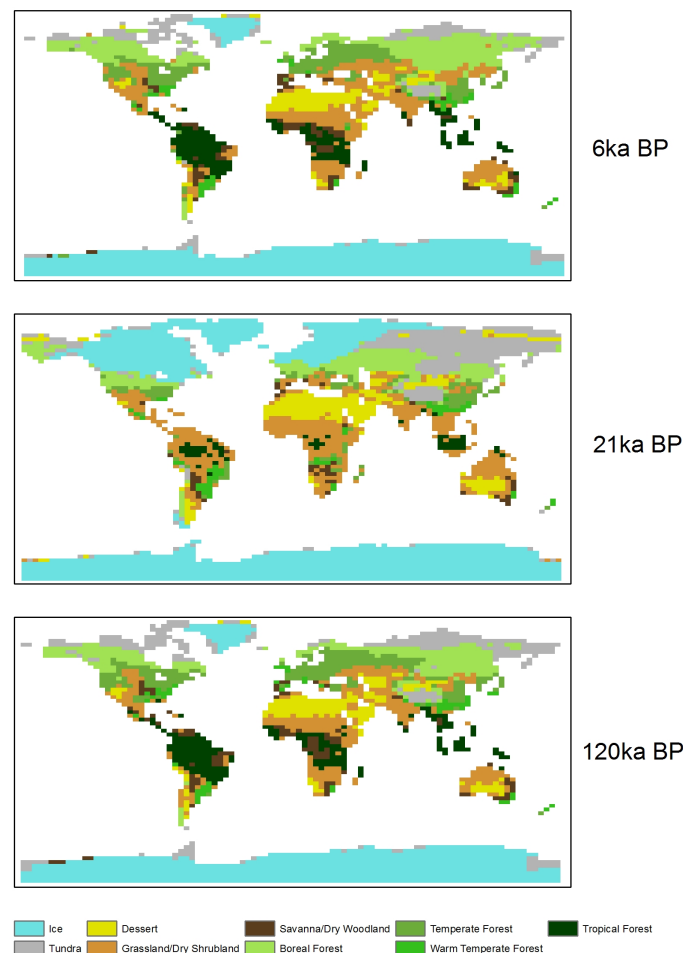 6ka BP
21ka BP
120ka BP
Ice Dessert Savanna/Dry Woodland Temperate Forest Tropical Forest
Tundra Grassland/Dry Shrubland Boreal Forest Warm Temperate Forest